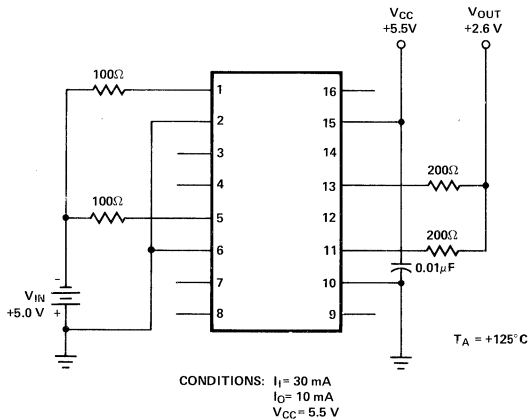 VCC
+5.5V
VOUT
+2.6 V
100Ω
1
16
2
15
3
14
4
13
200Ω
100Ω
5
12
6
11
200Ω
0.01μF
7
10
8
9
-
VIN
+5.0 V
+
TA = +125°C
CONDITIONS: II = 30 mA
IO = 10 mA
VCC = 5.5 V